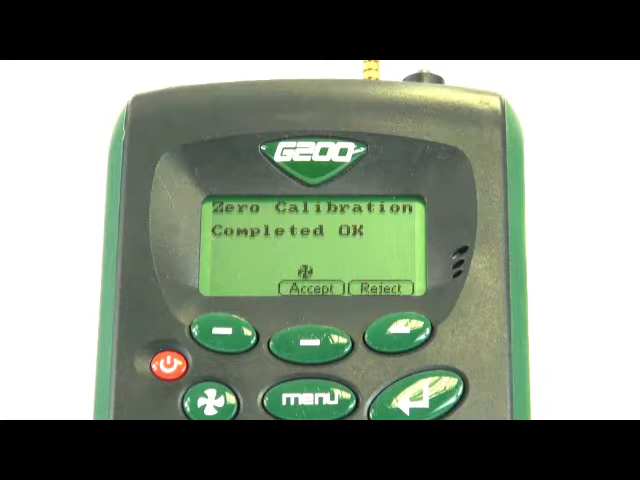 G200
Zero Calibration
Completed OK
Accept Reject
menu